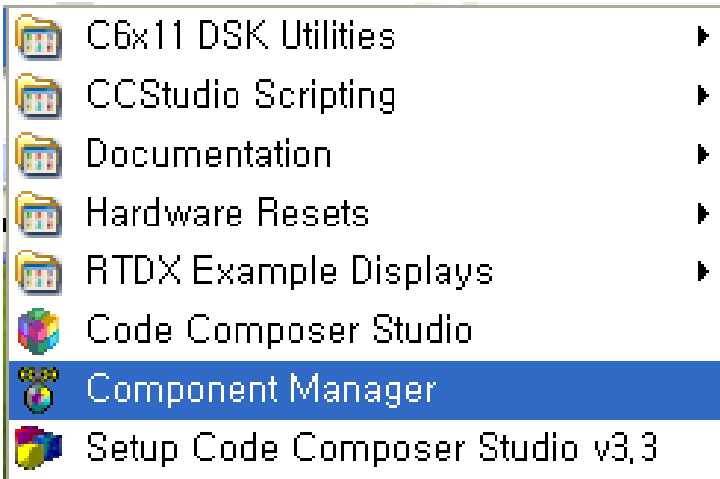 C6x11 DSK Utilities
CCStudio Scripting
Documentation
Hardware Resets
RTDX Example Displays
Code Composer Studio
Component Manager
Setup Code Composer Studio v3.3